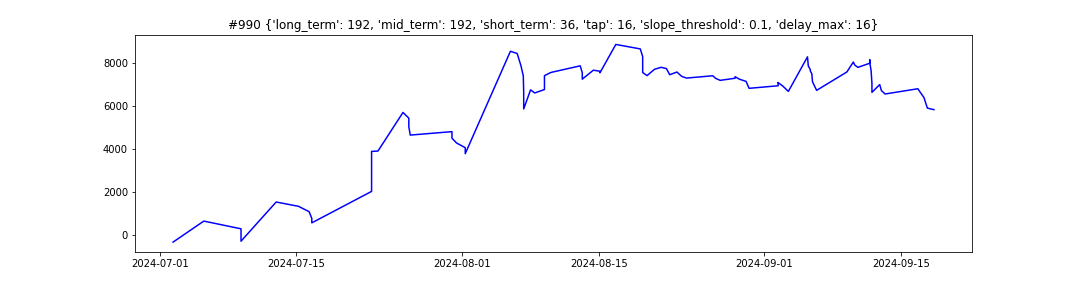 #990 {'long_term': 192, 'mid_term': 192, 'short_term': 36, 'tap': 16, 'slope_threshold': 0.1, 'delay_max': 16}
8000
6000
4000
2000
0
2024-07-01 2024-07-15 2024-08-01 2024-08-15 2024-09-01 2024-09-15